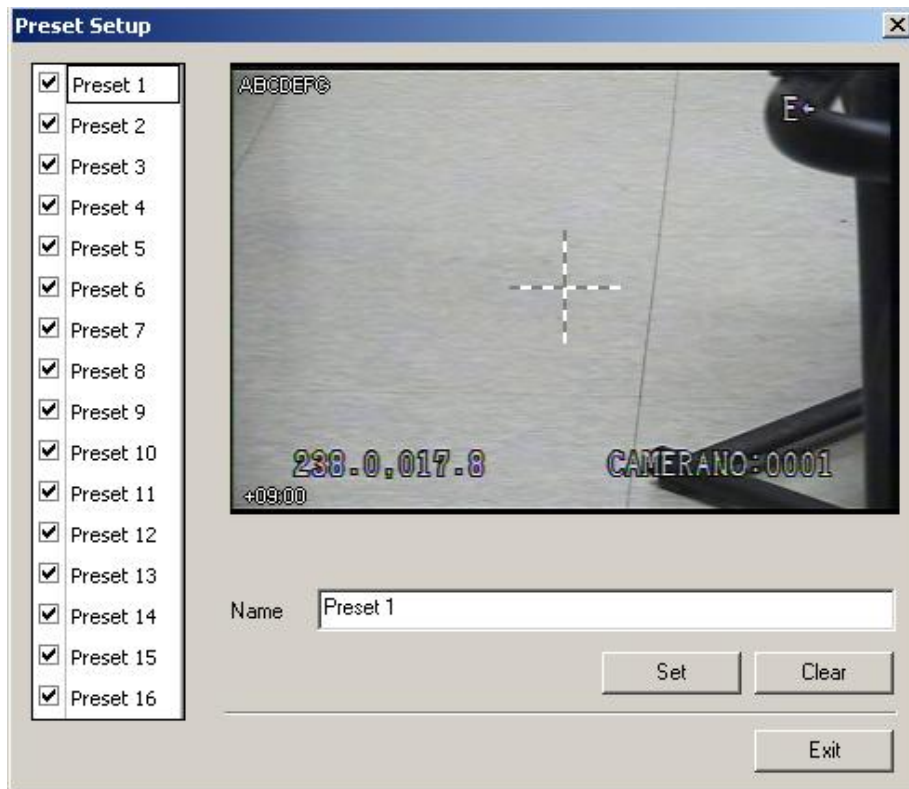 Preset Setup
Preset 1
Preset 2
Preset 3
Preset 4
Preset 5
Preset 6
Preset 7
Preset 8
Preset 9
Preset 10
Preset 11
Preset 12
Preset 13
Preset 14
Preset 15
Preset 16
ABCDEFG
E←
238.0,017.8
CAMERANO:0001
+09:00
Name
Preset 1
Set
Clear
Exit